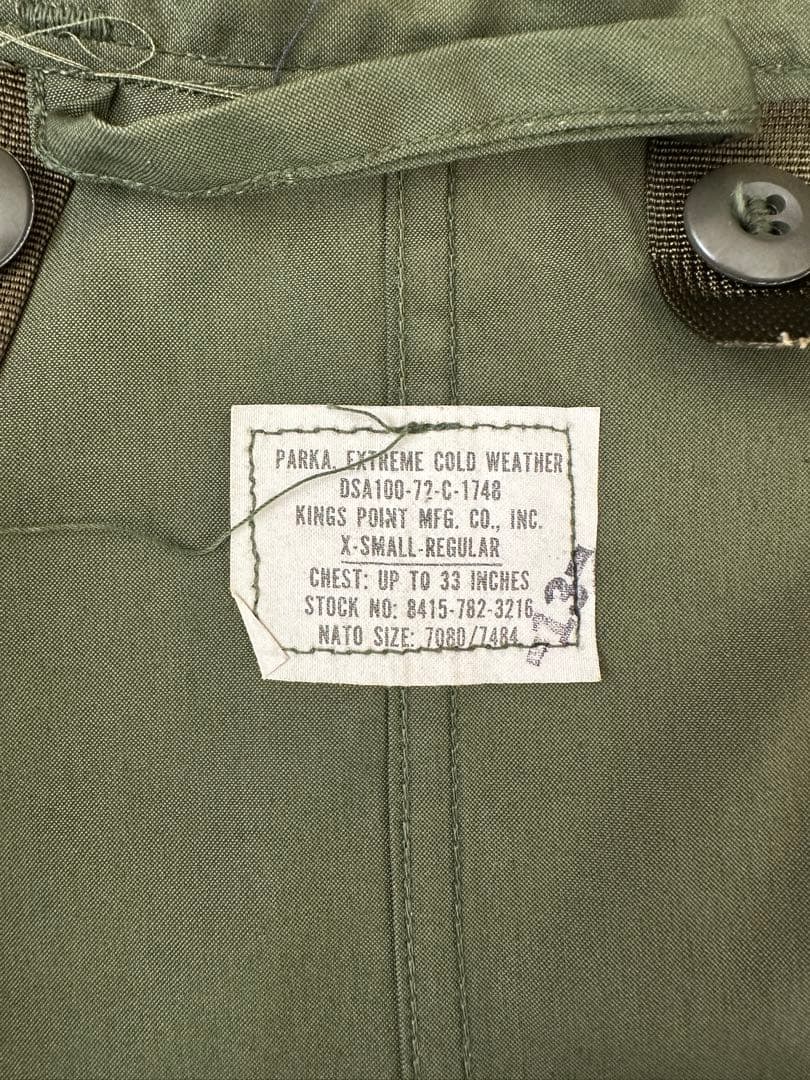 PARKA, EXTREME COLD WEATHER
DSA100-72-C-1748
KINGS POINT MFG. CO., INC.
X-SMALL-REGULAR
CHEST: UP TO 33 INCHES
STOCK NO: 8415-782-3216
NATO SIZE: 7080/7484
-13-